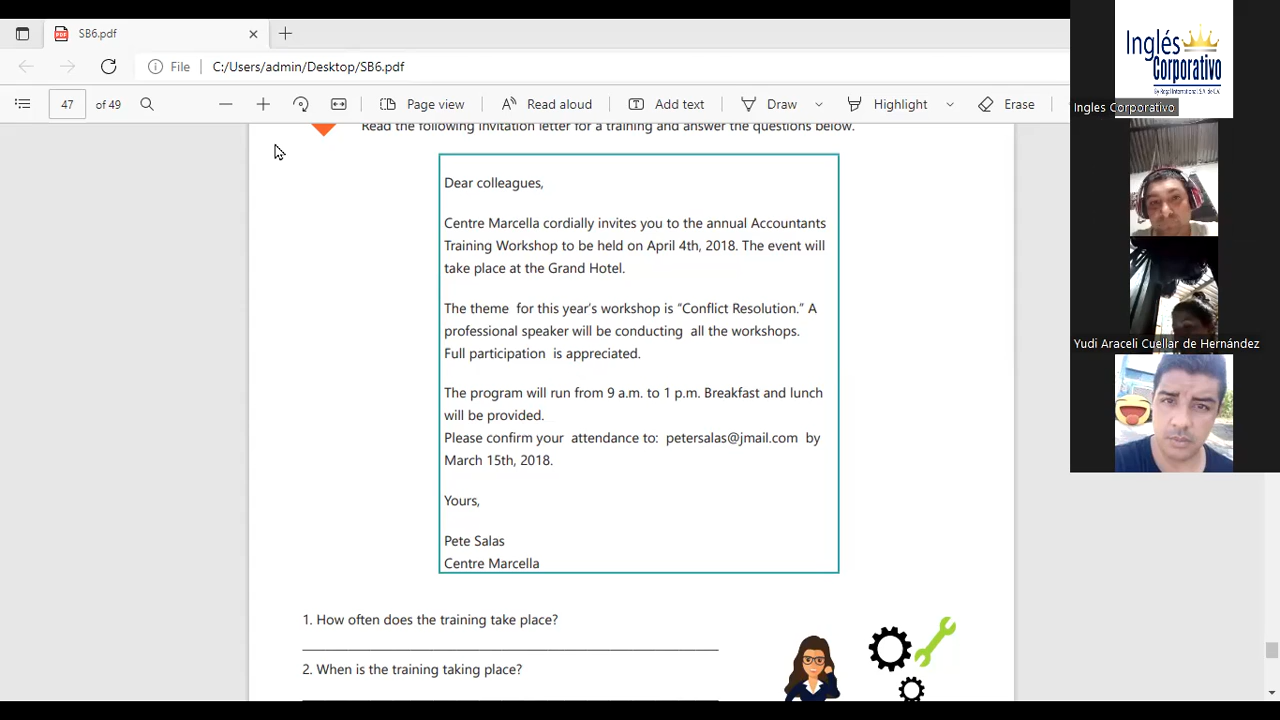 SB6.pdf
File
C:/Users/admin/Desktop/SB6.pdf
47 of 49
Page view
Read aloud
Add text
Draw
Highlight
Erase
Inglés
Corporativo
by Regal International S.A. de C.V.
Ingles Corporativo
Read the following invitation letter for a training and answer the questions below.
Dear colleagues,
Centre Marcella cordially invites you to the annual Accountants
Training Workshop to be held on April 4th, 2018. The event will
take place at the Grand Hotel.
The theme for this year's workshop is “Conflict Resolution.” A
professional speaker will be conducting all the workshops.
Full participation is appreciated.
The program will run from 9 a.m. to 1 p.m. Breakfast and lunch
will be provided.
Please confirm your attendance to: petersalas@jmail.com by
March 15th, 2018.
Yours,
Pete Salas
Centre Marcella
1. How often does the training take place?
2. When is the training taking place?
Yudi Araceli Cuellar de Hernández